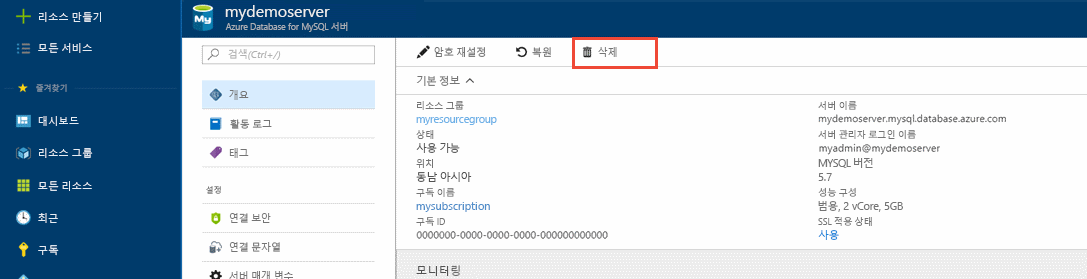 리소스 만들기
모든 서비스
즐겨찾기
대시보드
리소스 그룹
모든 리소스
최근
구독
My
mydemoserver
Azure Database for MySQL 서버
검색(Ctrl+/)
개요
활동 로그
태그
설정
연결 보안
연결 문자열
서버 매개 변수
암호 재설정
복원
삭제
기본 정보
리소스 그룹
myresourcegroup
상태
사용 가능
위치
동남 아시아
구독 이름
mysubscription
구독 ID
0000000-0000-0000-0000-000000000000
서버 이름
mydemoserver.mysql.database.azure.com
서버 관리자 로그인 이름
myadmin@mydemoserver
MYSQL 버전
5.7
성능 구성
범용, 2 vCore, 5GB
SSL 적용 상태
사용
모니터링